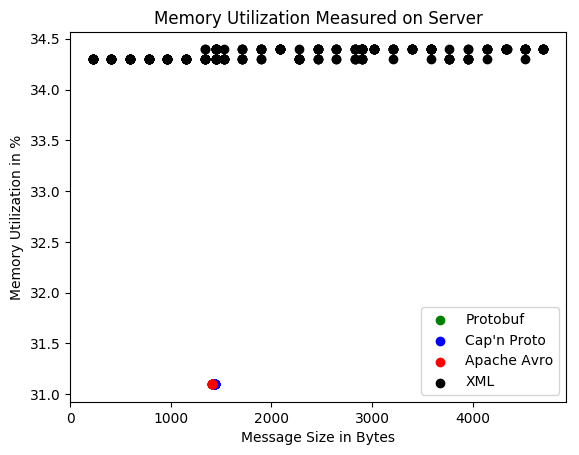 Memory Utilization Measured on Server
Memory Utilization in %
34.5
34.0
33.5
33.0
32.5
32.0
31.5
31.0
0 1000 2000 3000 4000
Message Size in Bytes
Protobuf
Cap'n Proto
Apache Avro
XML